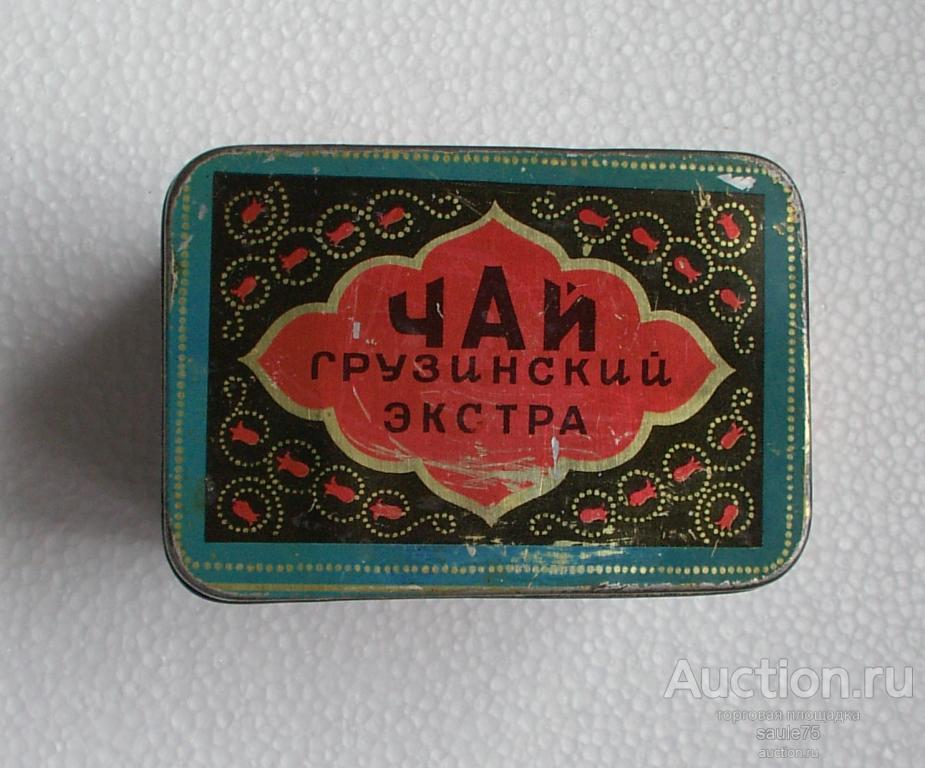 ЧАЙ
ГРУЗИНСКИЙ
ЭКСТРА
Auction.ru
торговая площадка
saule75
auction.ru